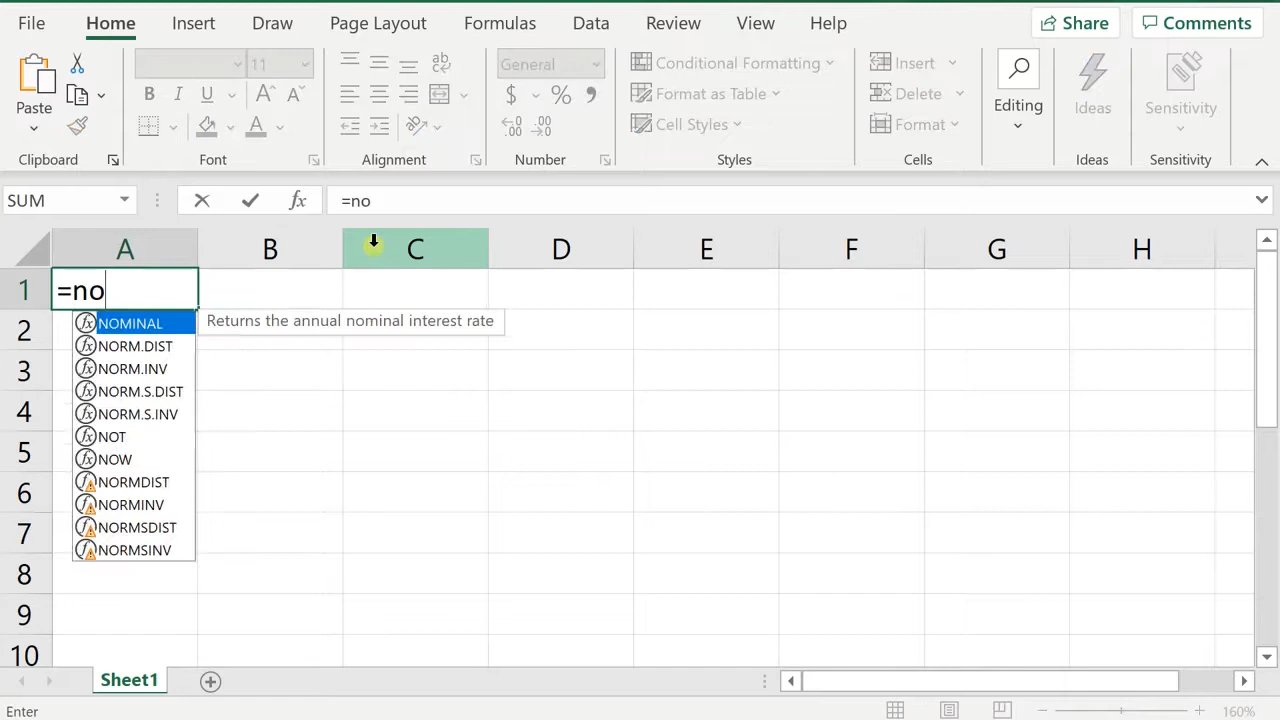 File Home Insert Draw Page Layout Formulas Data Review View Help Share Comments
11 General Conditional Formatting Insert
Paste B I U A A $ % Format as Table Delete Editing Ideas Sensitivity
A Cell Styles Format
Clipboard Font Alignment Number Styles Cells Ideas Sensitivity
SUM fx =no
A B C D E F G H
1 =no
2 NOMINAL Returns the annual nominal interest rate
NORM.DIST
3 NORM.INV
NORM.S.DIST
4 NORM.S.INV
NOT
5 NOW
6 NORMDIST
NORMINV
7 NORMSDIST
NORMSINV
8
9
10
Sheet1
Enter 160%